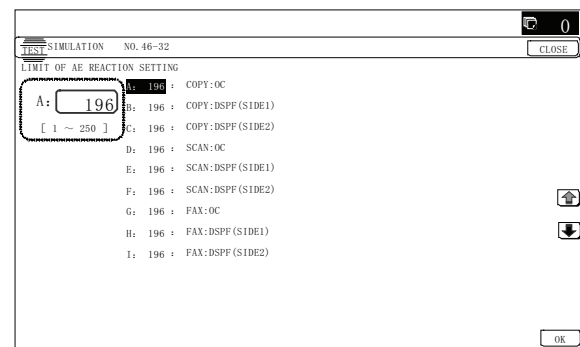 0
TEST SIMULATION NO.46-32
CLOSE
LIMIT OF AE REACTION SETTING
A: 196
[ 1 ~ 250 ]
A: 196 : COPY:OC
B: 196 : COPY:DSPF(SIDE1)
C: 196 : COPY:DSPF(SIDE2)
D: 196 : SCAN:OC
E: 196 : SCAN:DSPF(SIDE1)
F: 196 : SCAN:DSPF(SIDE2)
G: 196 : FAX:OC
H: 196 : FAX:DSPF(SIDE1)
I: 196 : FAX:DSPF(SIDE2)
OK